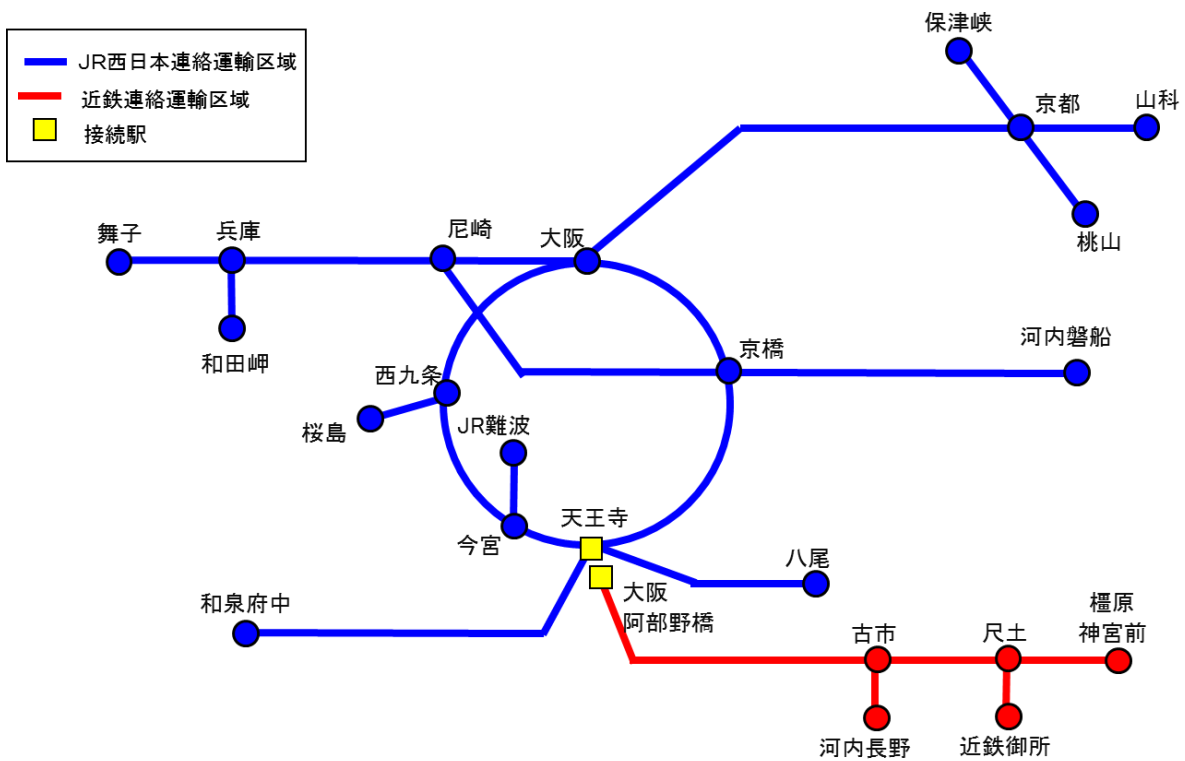 JR西日本連絡運輸区域
近鉄連絡運輸区域
接続駅
保津峡
京都
山科
桃山
舞子
兵庫
尼崎
大阪
和田岬
京橋
河内磐船
西九条
桜島
JR難波
今宮
天王寺
八尾
和泉府中
大阪
阿部野橋
古市
尺土
橿原
神宮前
河内長野
近鉄御所